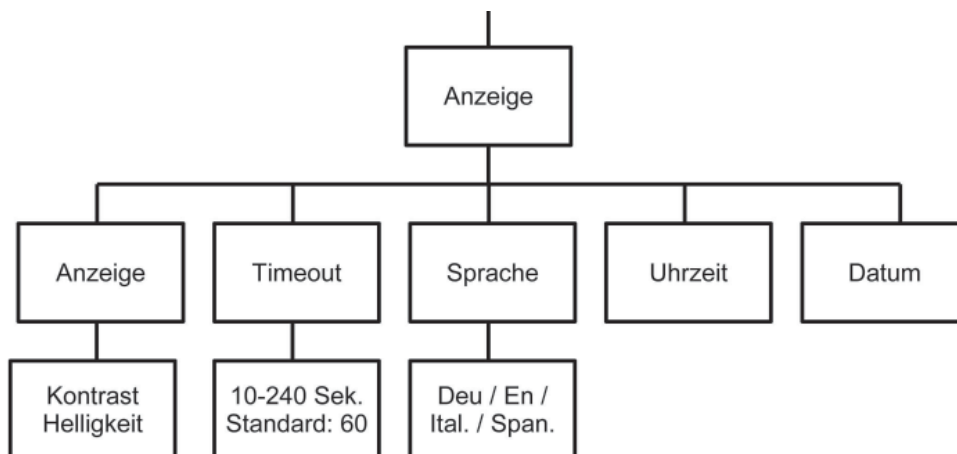 Anzeige
Anzeige
Timeout
Sprache
Uhrzeit
Datum
Kontrast
Helligkeit
10-240 Sek.
Standard: 60
Deu / En /
Ital. / Span.